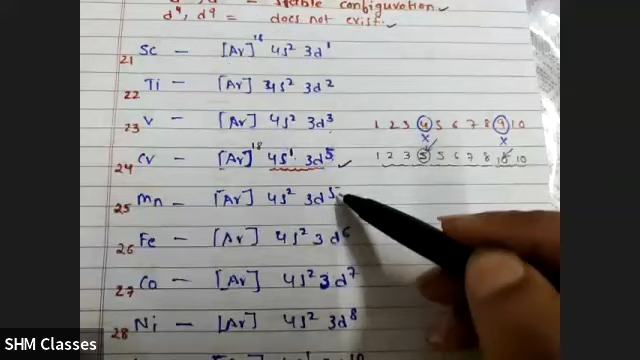 stable configuration
d⁴, d⁹ = does not exist.
21 Sc — [Ar]¹⁸ 4s² 3d¹
22 Ti — [Ar] 4s² 3d²
23 V — [Ar] 4s² 3d³
1 2 3 4 5 6 7 8 9 10
x x
24 Cr — [Ar]¹⁸ 4s¹ 3d⁵ ✓
1 2 3 5 5 6 7 8 10 10
25 Mn — [Ar] 4s² 3d⁵
26 Fe — [Ar] 4s² 3d⁶
27 Co — [Ar] 4s² 3d⁷
28 Ni — [Ar] 4s² 3d⁸
SHM Classes